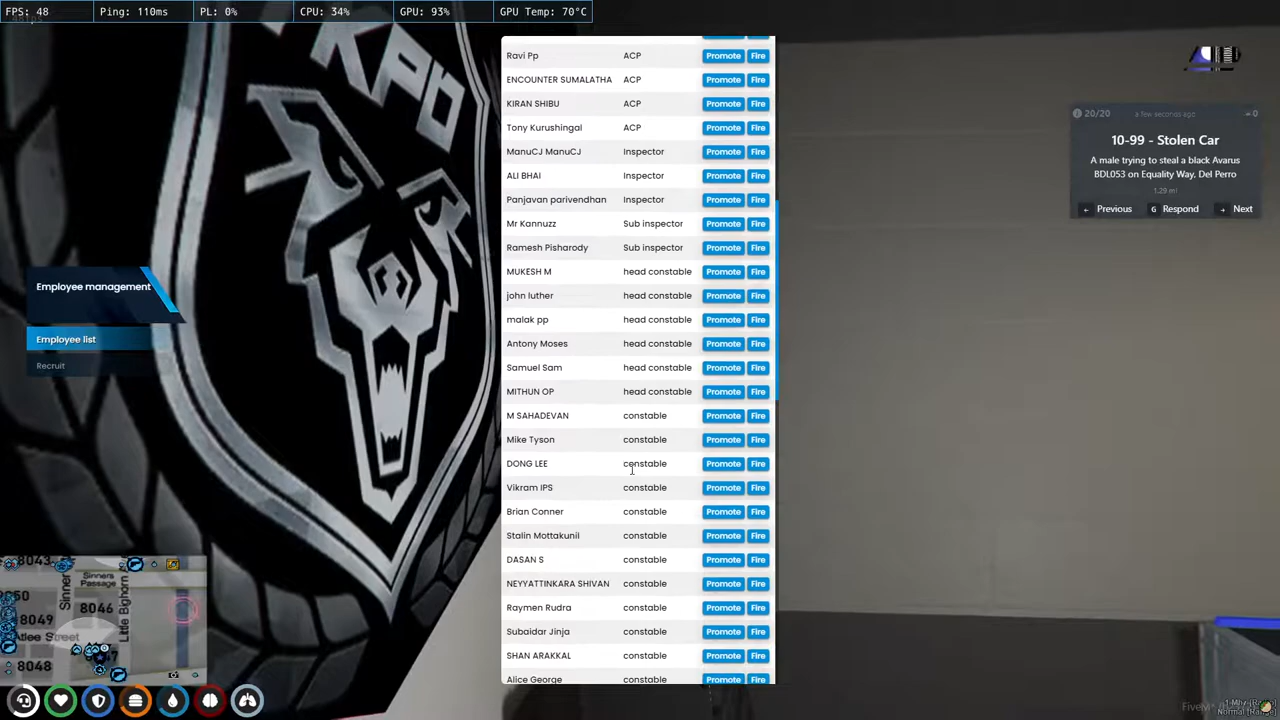 FPS: 48 Ping: 110ms PL: 0% CPU: 34% GPU: 93% GPU Temp: 70°C
KPD
Ravi Pp ACP Promote Fire
ENCOUNTER SUMALATHA ACP Promote Fire
KIRAN SHIBU ACP Promote Fire
Tony Kurushingal ACP Promote Fire
ManuCJ ManuCJ Inspector Promote Fire
ALI BHAI Inspector Promote Fire
Panjavan parivendhan Inspector Promote Fire
Mr Kannuzz Sub inspector Promote Fire
Ramesh Pisharody Sub inspector Promote Fire
MUKESH M head constable Promote Fire
john luther head constable Promote Fire
malak pp head constable Promote Fire
Antony Moses head constable Promote Fire
Samuel Sam head constable Promote Fire
MITHUN OP head constable Promote Fire
M SAHADEVAN constable Promote Fire
Mike Tyson constable Promote Fire
DONG LEE constable Promote Fire
Vikram IPS constable Promote Fire
Brian Conner constable Promote Fire
Stalin Mottakunil constable Promote Fire
DASAN S constable Promote Fire
NEYYATTINKARA SHIVAN constable Promote Fire
Raymen Rudra constable Promote Fire
Subaidar Jinja constable Promote Fire
SHAN ARAKKAL constable Promote Fire
Alice George constable Promote Fire
Employee management
Employee list
Recruit
20/20 a few seconds ago 0
10-99 - Stolen Car
A male trying to steal a black Avarus
BDL053 on Equality Way, Del Perro
1.29 mi
Previous G Respond Next
8043
Sinners Passage
8046
8049
Atlee Street
Little Bighorn A
8048